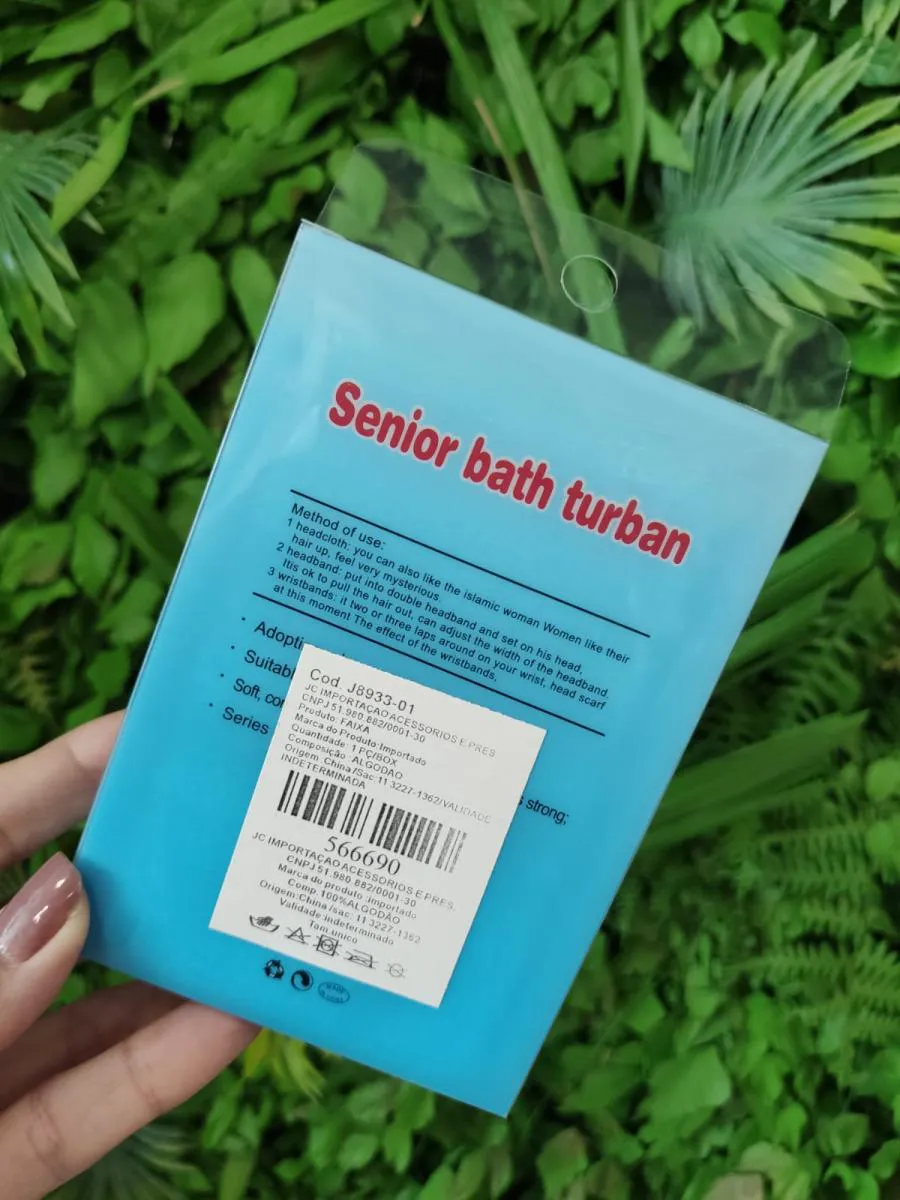 Senior bath turban
Method of use:
1 headcloth: you can also like the islamic woman Women like their
hair up, feel very mysterious.
2 headband: put into double headband and set on his head,
Itis ok to pull the hair out, can adjust the width of the headband.
3 wristbands: it two or three laps around on your wrist, head scarf
at this moment The effect of the wristbands,
· Adopti
· Suitab
· Soft, co
· Series
s strong;
Cod. J8933-01
JC IMPORTAÇAO ACESSORIOS E PRES
CNPJ 51.980.882/0001-30
Produto: FAIXA
Marca do Produto:Importado
Quantidade: 1 PC/BOX
Composição: ALGODAO
Origem: China /Sac: 11 3227-1362/VALIDADE
INDETERMINADA
566690
JC IMPORTAÇAO ACESSORIOS E PRES.
CNPJ 51.980.882/0001-30
Marca do produto :importado
Comp.100%ALGODAO
Origem:China /sac: 11 3227-1362
Validade:indeterminado
Tam.unico